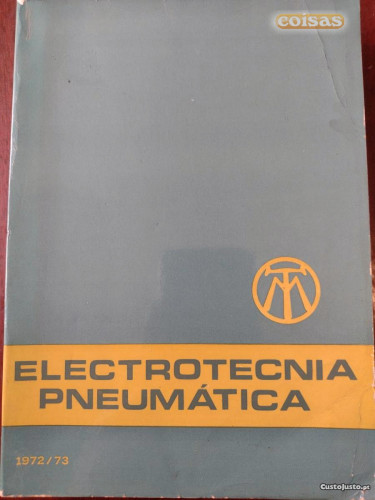 coisas
ELECTROTECNIA
PNEUMÁTICA
1972/73
CustoJusto.pt